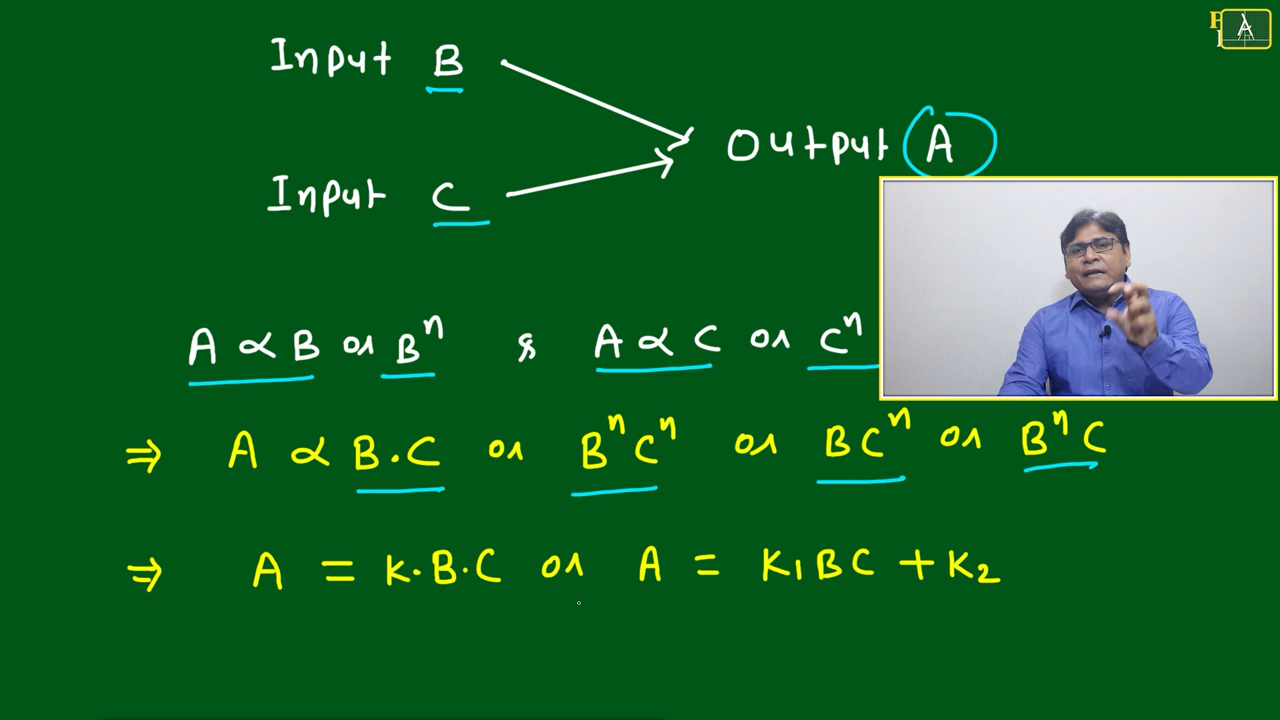 Input B
Output A
Input C
A ∝ B or Bⁿ & A ∝ C or Cⁿ
⇒ A ∝ B.C or BⁿCⁿ or BCⁿ or BⁿC
⇒ A = K.B.C or A = K₁BC + K₂